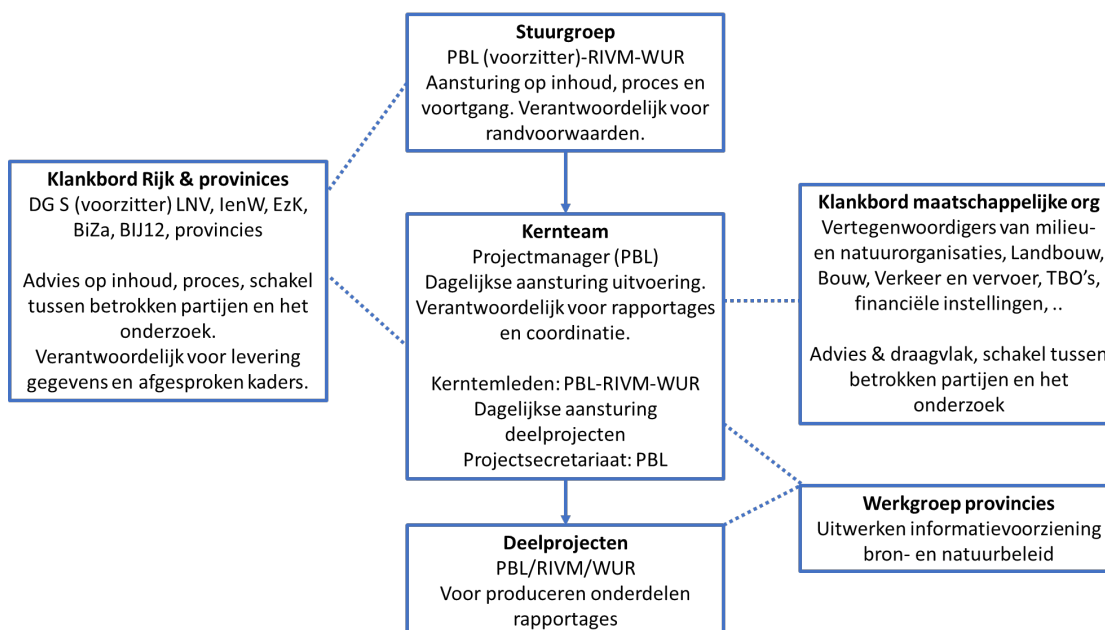 Stuurgroep
PBL (voorzitter)-RIVM-WUR
Aansturing op inhoud, proces en
voortgang. Verantwoordelijk voor
randvoorwaarden.
Klankbord Rijk & provinices
DG S (voorzitter) LNV, IenW, EzK,
BiZa, BIJ12, provincies
Advies op inhoud, proces, schakel
tussen betrokken partijen en het
onderzoek.
Verantwoordelijk voor levering
gegevens en afgesproken kaders.
Kernteam
Projectmanager (PBL)
Dagelijkse aansturing uitvoering.
Verantwoordelijk voor rapportages
en coordinatie.
Kerntemleden: PBL-RIVM-WUR
Dagelijkse aansturing
deelprojecten
Projectsecretariaat: PBL
Klankbord maatschappelijke org
Vertegenwoordigers van milieu-
en natuurorganisaties, Landbouw,
Bouw, Verkeer en vervoer, TBO's,
financiële instellingen, ..
Advies & draagvlak, schakel tussen
betrokken partijen en het
onderzoek
Werkgroep provincies
Uitwerken informatievoorziening
bron- en natuurbeleid
Deelprojecten
PBL/RIVM/WUR
Voor produceren onderdelen
rapportages